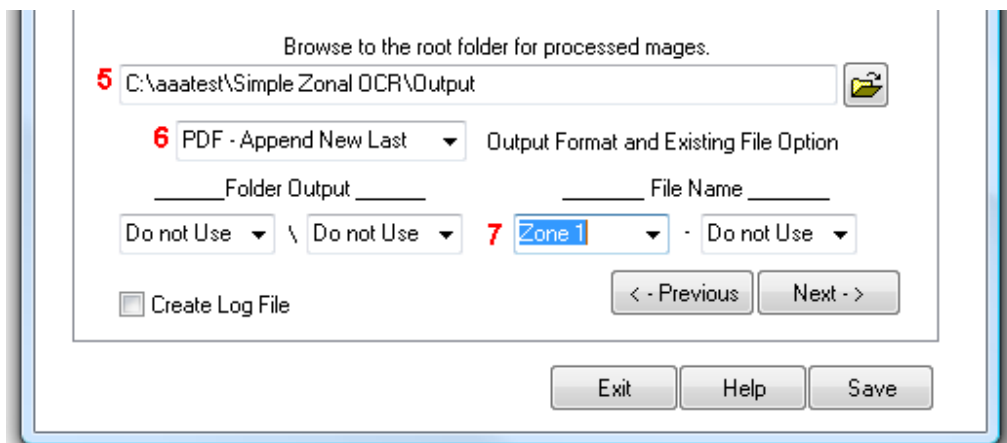 Browse to the root folder for processed mages.
5 C:\aaatest\Simple Zonal OCR\Output
6 PDF - Append New Last Output Format and Existing File Option
______Folder Output ______ _______ File Name _______
Do not Use \ Do not Use 7 Zone 1 - Do not Use
Create Log File < - Previous Next - >
Exit Help Save